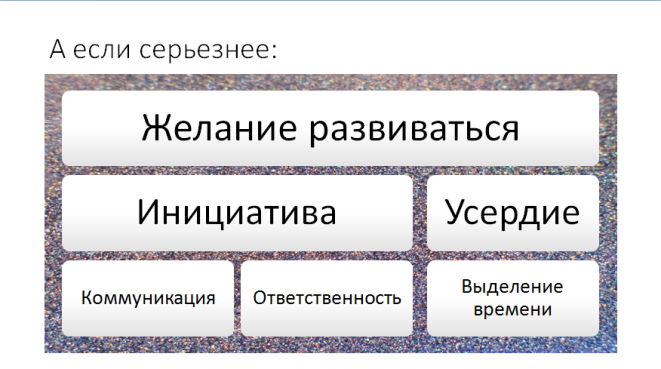 А если серьезнее:
Желание развиваться
Инициатива
Усердие
Коммуникация
Ответственность
Выделение
времени